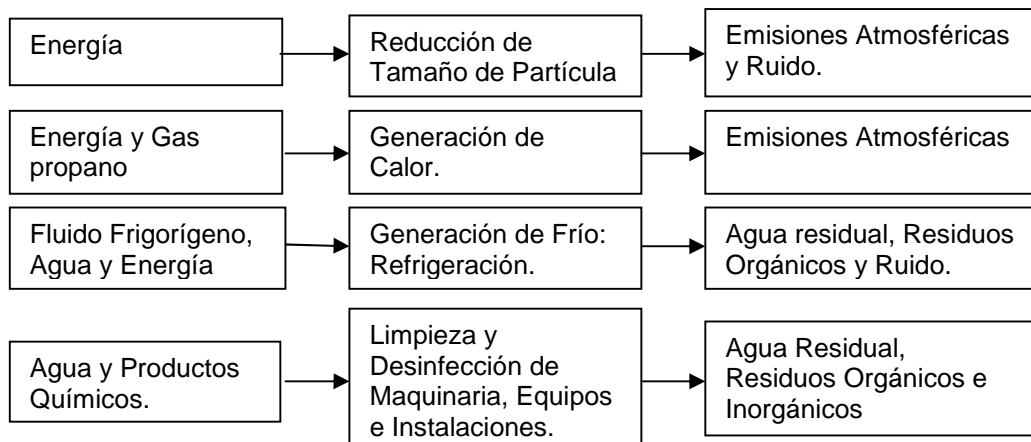 Energía
Reducción de
Tamaño de Partícula
Emisiones Atmosféricas
y Ruido.
Energía y Gas
propano
Generación de
Calor.
Emisiones Atmosféricas
Fluido Frigorígeno,
Agua y Energía
Generación de Frío:
Refrigeración.
Agua residual, Residuos
Orgánicos y Ruido.
Agua y Productos
Químicos.
Limpieza y
Desinfección de
Maquinaria, Equipos
e Instalaciones.
Agua Residual,
Residuos Orgánicos e
Inorgánicos